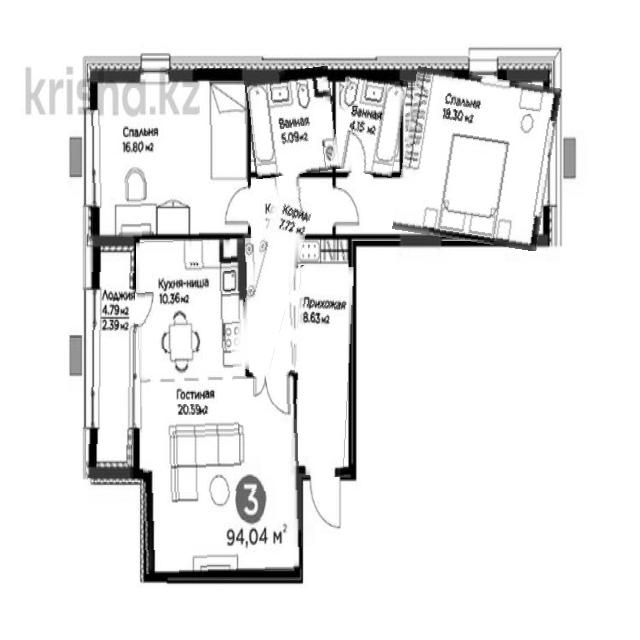 krisha.kz
Спальня
16.80 м2
Ванная
5.09 м2
Ванная
4.15 м2
Спальня
19.30 м2
7.72 м2
Лоджия
4.79 м2
2.39 м2
Кухня-ниша
10.36 м2
Прихожая
8.63 м2
Гостиная
20.59 м2
3
94,04 м2